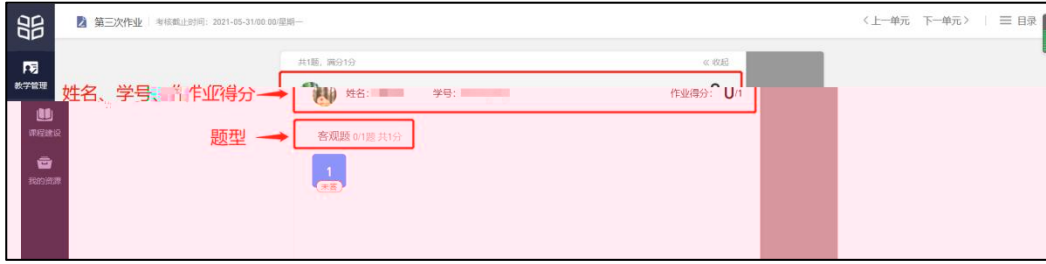 第三次作业 考核截止时间：2021-05-31/00:00/星期一
<上一单元 下一单元> 三 目录
共1题，满分1分 << 收起
教学管理
姓名、学号、作业得分
姓名： 学号： 作业得分：0/1
课程建设
题型
客观题 0/1题 共1分
1
未答
我的资源